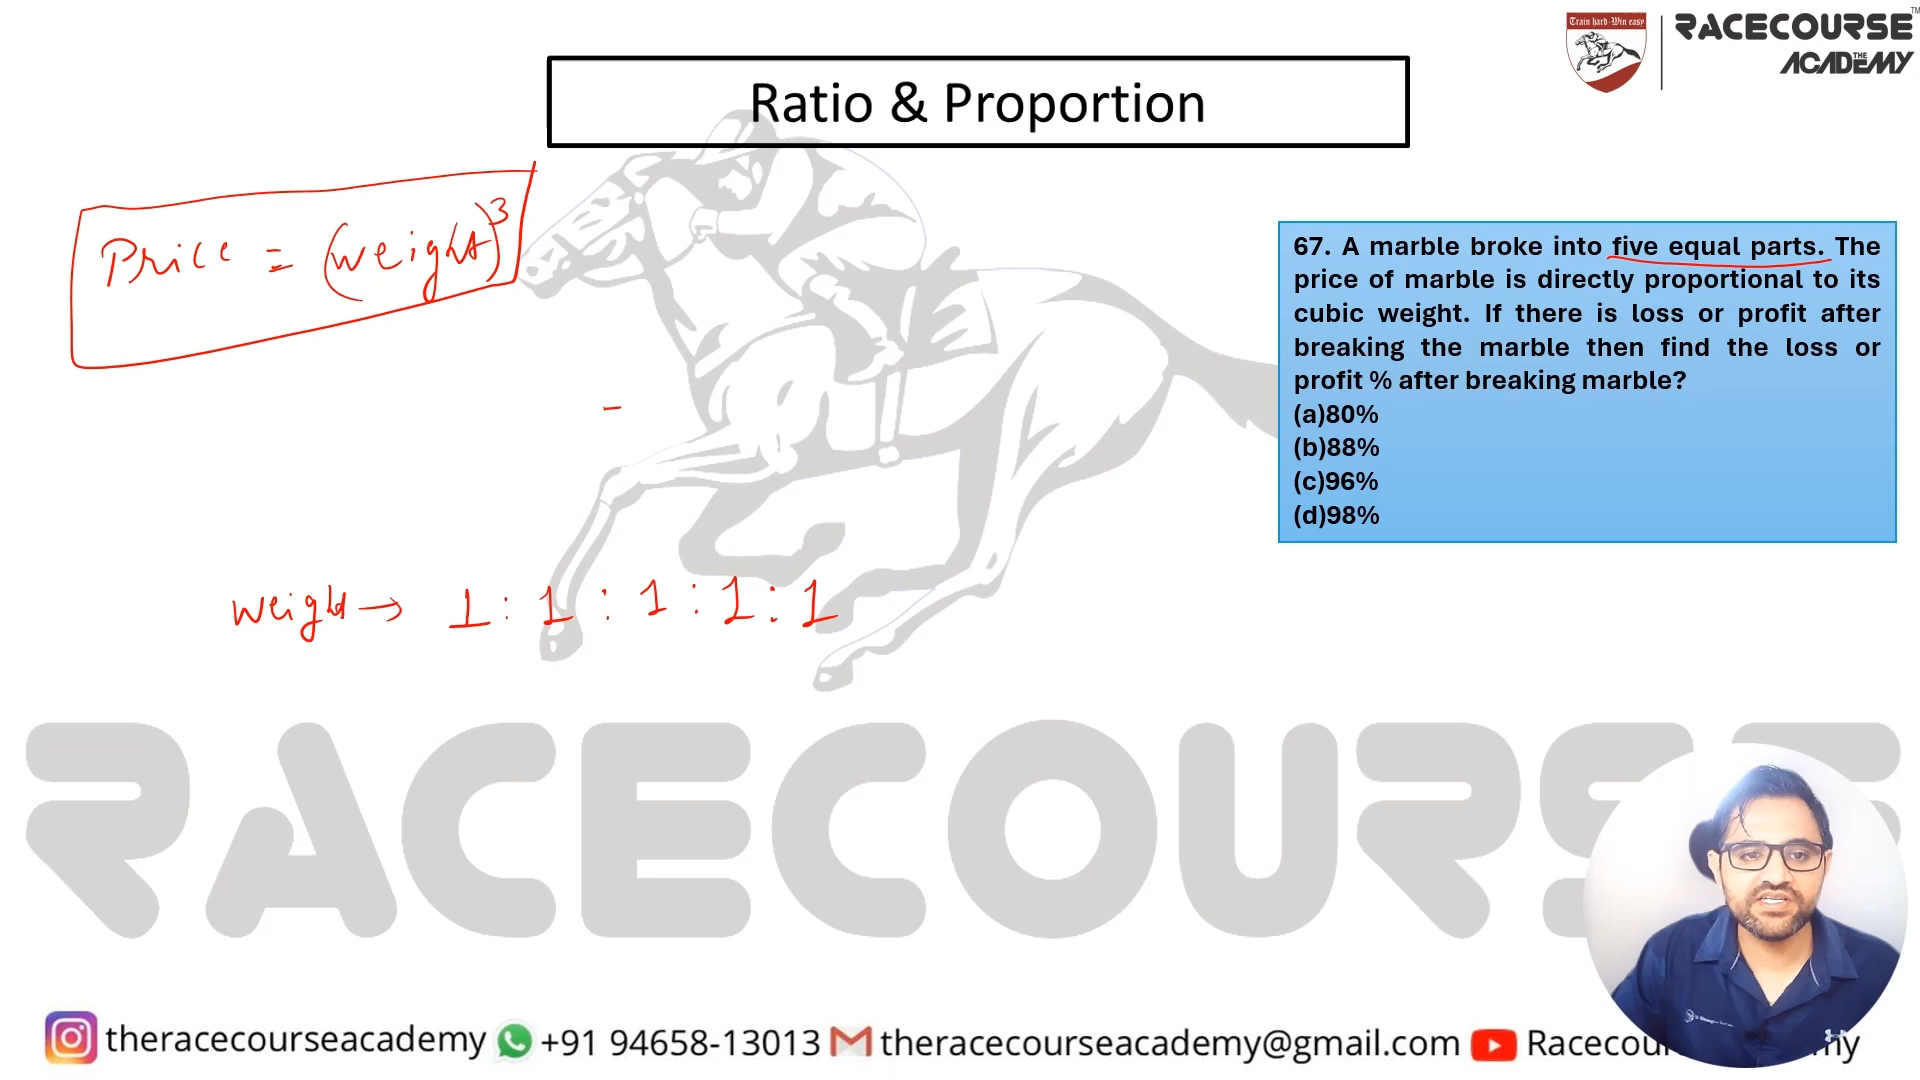 Train hard-Win easy
RACECOURSE TM
THE ACADEMY
Ratio & Proportion
Price = (weight)³
67. A marble broke into five equal parts. The
price of marble is directly proportional to its
cubic weight. If there is loss or profit after
breaking the marble then find the loss or
profit % after breaking marble?
(a)80%
(b)88%
(c)96%
(d)98%
-
weight → 1 : 1 : 1 : 1 : 1
RACECOURSE
theracecourseacademy +91 94658-13013 theracecourseacademy@gmail.com Racecou my